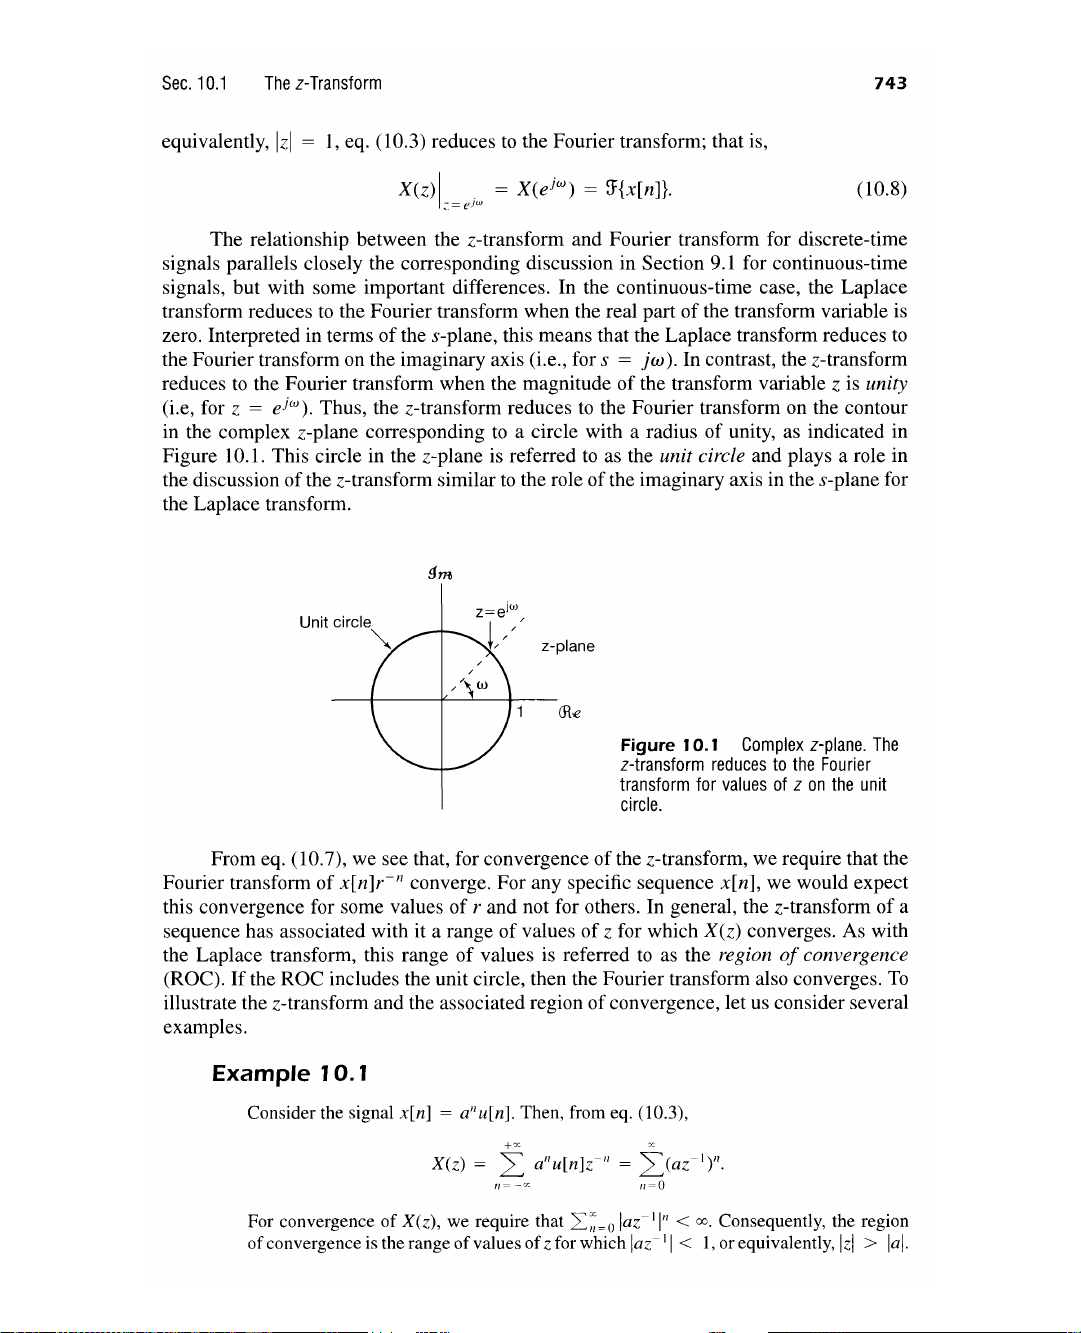 Sec. 10.1 The z-Transform 743
equivalently, |z| = 1, eq. (10.3) reduces to the Fourier transform; that is,
X(z)|_{z=e^{jω}} = X(e^{jω}) = ℱ{x[n]}. (10.8)
The relationship between the z-transform and Fourier transform for discrete-time
signals parallels closely the corresponding discussion in Section 9.1 for continuous-time
signals, but with some important differences. In the continuous-time case, the Laplace
transform reduces to the Fourier transform when the real part of the transform variable is
zero. Interpreted in terms of the s-plane, this means that the Laplace transform reduces to
the Fourier transform on the imaginary axis (i.e., for s = jω). In contrast, the z-transform
reduces to the Fourier transform when the magnitude of the transform variable z is unity
(i.e, for z = e^{jω}). Thus, the z-transform reduces to the Fourier transform on the contour
in the complex z-plane corresponding to a circle with a radius of unity, as indicated in
Figure 10.1. This circle in the z-plane is referred to as the unit circle and plays a role in
the discussion of the z-transform similar to the role of the imaginary axis in the s-plane for
the Laplace transform.
𝓘m
z=e^{jω}
Unit circle
z-plane
ω
1 ℛe
Figure 10.1 Complex z-plane. The
z-transform reduces to the Fourier
transform for values of z on the unit
circle.
From eq. (10.7), we see that, for convergence of the z-transform, we require that the
Fourier transform of x[n]r^{-n} converge. For any specific sequence x[n], we would expect
this convergence for some values of r and not for others. In general, the z-transform of a
sequence has associated with it a range of values of z for which X(z) converges. As with
the Laplace transform, this range of values is referred to as the region of convergence
(ROC). If the ROC includes the unit circle, then the Fourier transform also converges. To
illustrate the z-transform and the associated region of convergence, let us consider several
examples.
Example 10.1
Consider the signal x[n] = a^n u[n]. Then, from eq. (10.3),
X(z) = ∑_{n=-∞}^{+∞} a^n u[n]z^{-n} = ∑_{n=0}^{∞} (az^{-1})^n.
For convergence of X(z), we require that ∑_{n=0}^{∞} |az^{-1}|^n < ∞. Consequently, the region
of convergence is the range of values of z for which |az^{-1}| < 1, or equivalently, |z| > |a|.